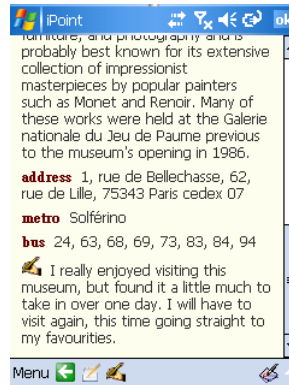 iPoint
ok
furniture, and photography and is
probably best known for its extensive
collection of impressionist
masterpieces by popular painters
such as Monet and Renoir. Many of
these works were held at the Galerie
nationale du Jeu de Paume previous
to the museum's opening in 1986.
address 1, rue de Bellechasse, 62,
rue de Lille, 75343 Paris cedex 07
metro Solférino
bus 24, 63, 68, 69, 73, 83, 84, 94
I really enjoyed visiting this
museum, but found it a little much to
take in over one day. I will have to
visit again, this time going straight to
my favourities.
Menu